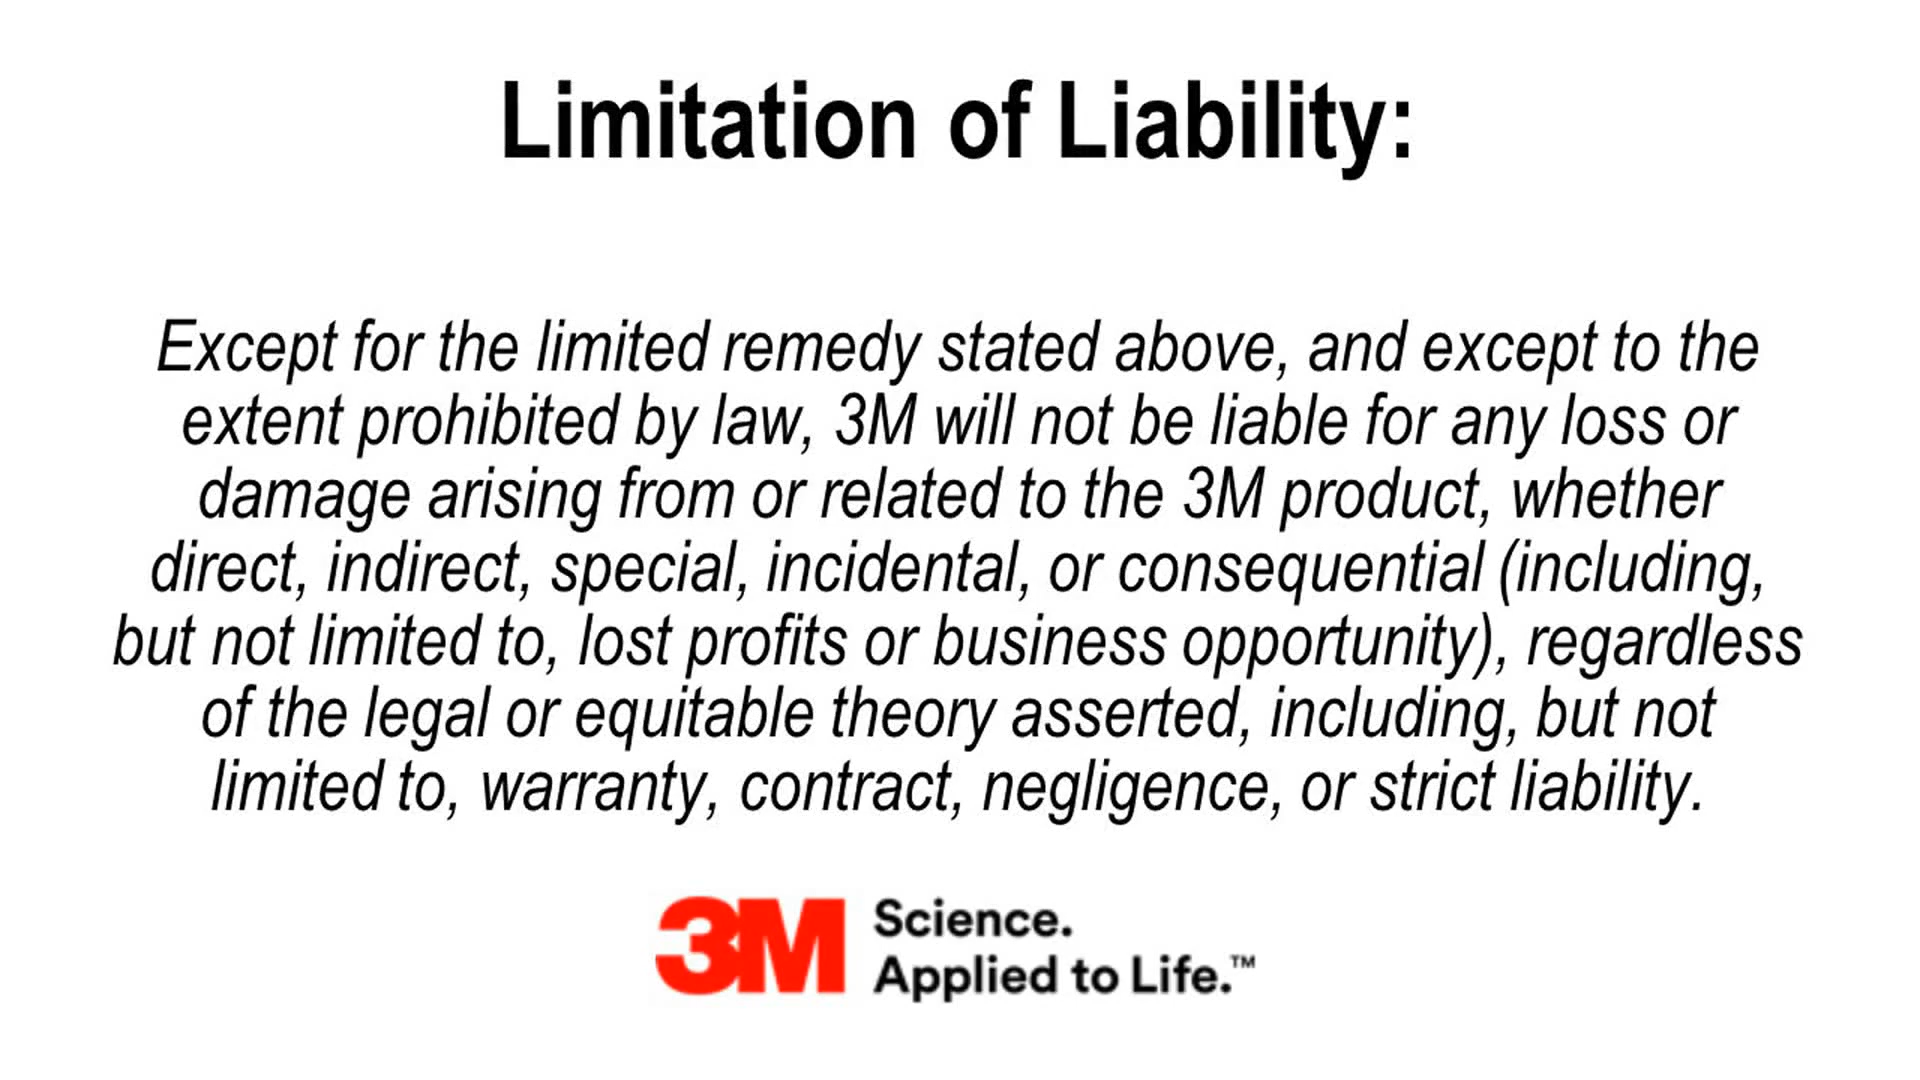 Limitation of Liability:
Except for the limited remedy stated above, and except to the
extent prohibited by law, 3M will not be liable for any loss or
damage arising from or related to the 3M product, whether
direct, indirect, special, incidental, or consequential (including,
but not limited to, lost profits or business opportunity), regardless
of the legal or equitable theory asserted, including, but not
limited to, warranty, contract, negligence, or strict liability.
3M
Science.
Applied to Life.™